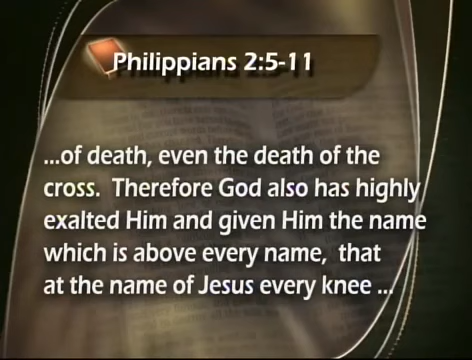 Philippians 2:5-11
...of death, even the death of the
cross. Therefore God also has highly
exalted Him and given Him the name
which is above every name, that
at the name of Jesus every knee ...